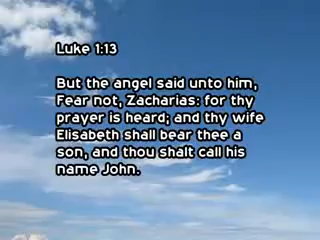 Luke 1:13
But the angel said unto him,
Fear not, Zacharias: for thy
prayer is heard; and thy wife
Elisabeth shall bear thee a
son, and thou shalt call his
name John.